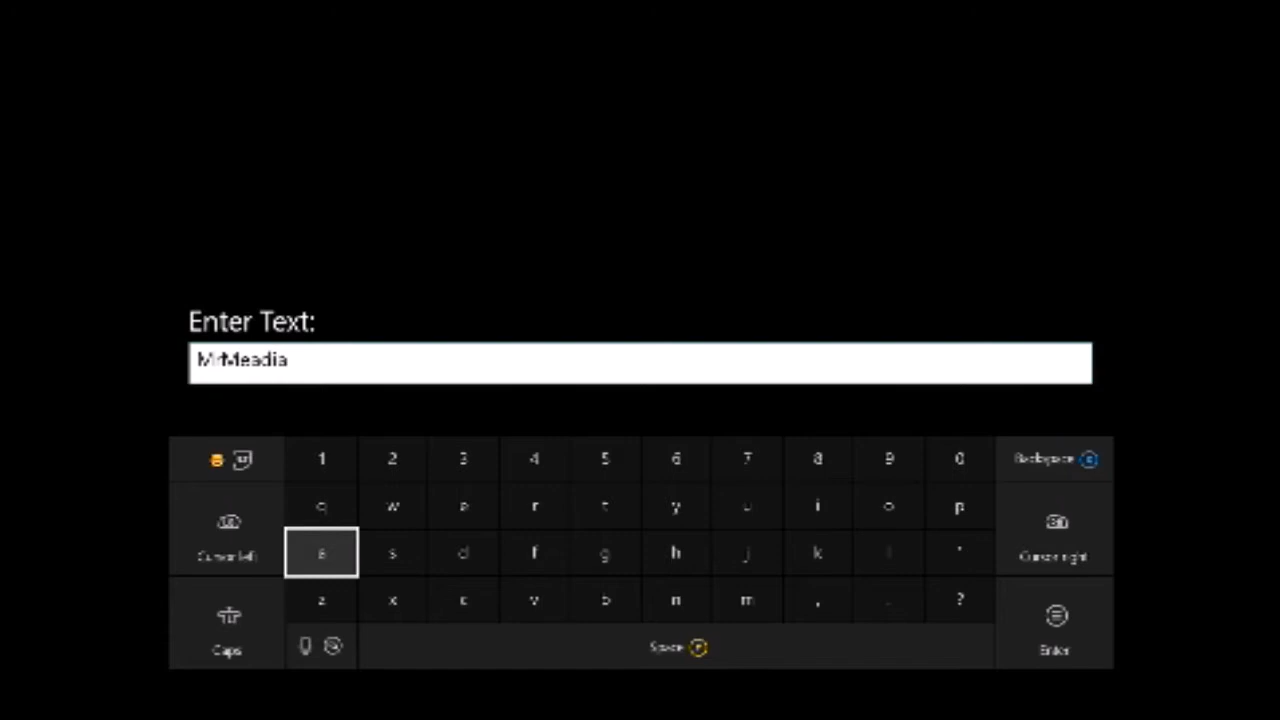 Enter Text:
MrMeadia
1 2 3 4 5 6 7 8 9 0 Backspace
q w e r t y u i o p
Cursor left a s d f g h j k l ' Cursor right
z x c v b n m , . ?
Caps Space Enter